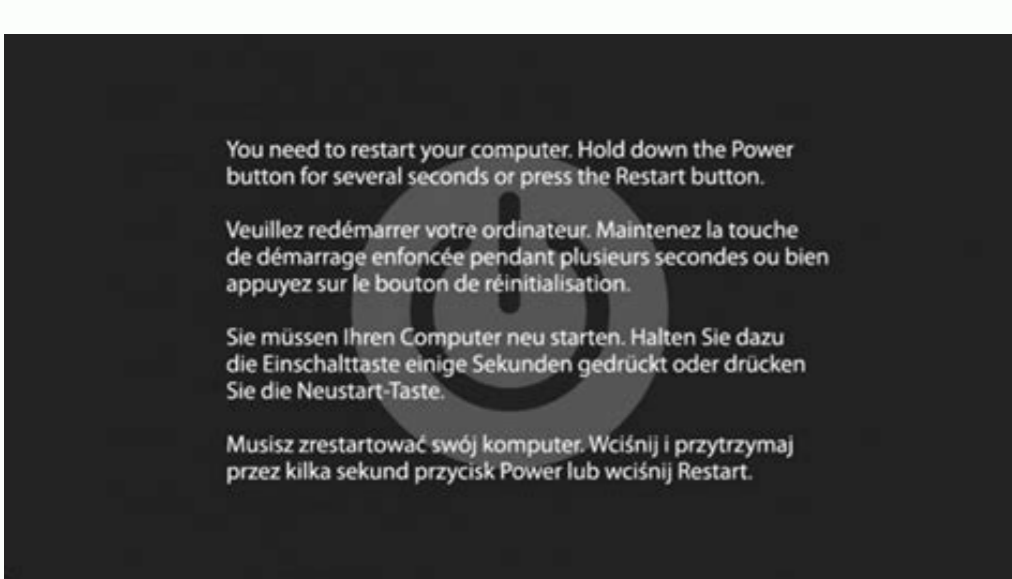 You need to restart your computer. Hold down the Power
button for several seconds or press the Restart button.
Veuillez redémarrer votre ordinateur. Maintenez la touche
de démarrage enfoncée pendant plusieurs secondes ou bien
appuyez sur le bouton de réinitialisation.
Sie müssen Ihren Computer neu starten. Halten Sie dazu
die Einschalttaste einige Sekunden gedrückt oder drücken
Sie die Neustart-Taste.
Musisz zrestartować swój komputer. Wciśnij i przytrzymaj
przez kilka sekund przycisk Power lub wciśnij Restart.